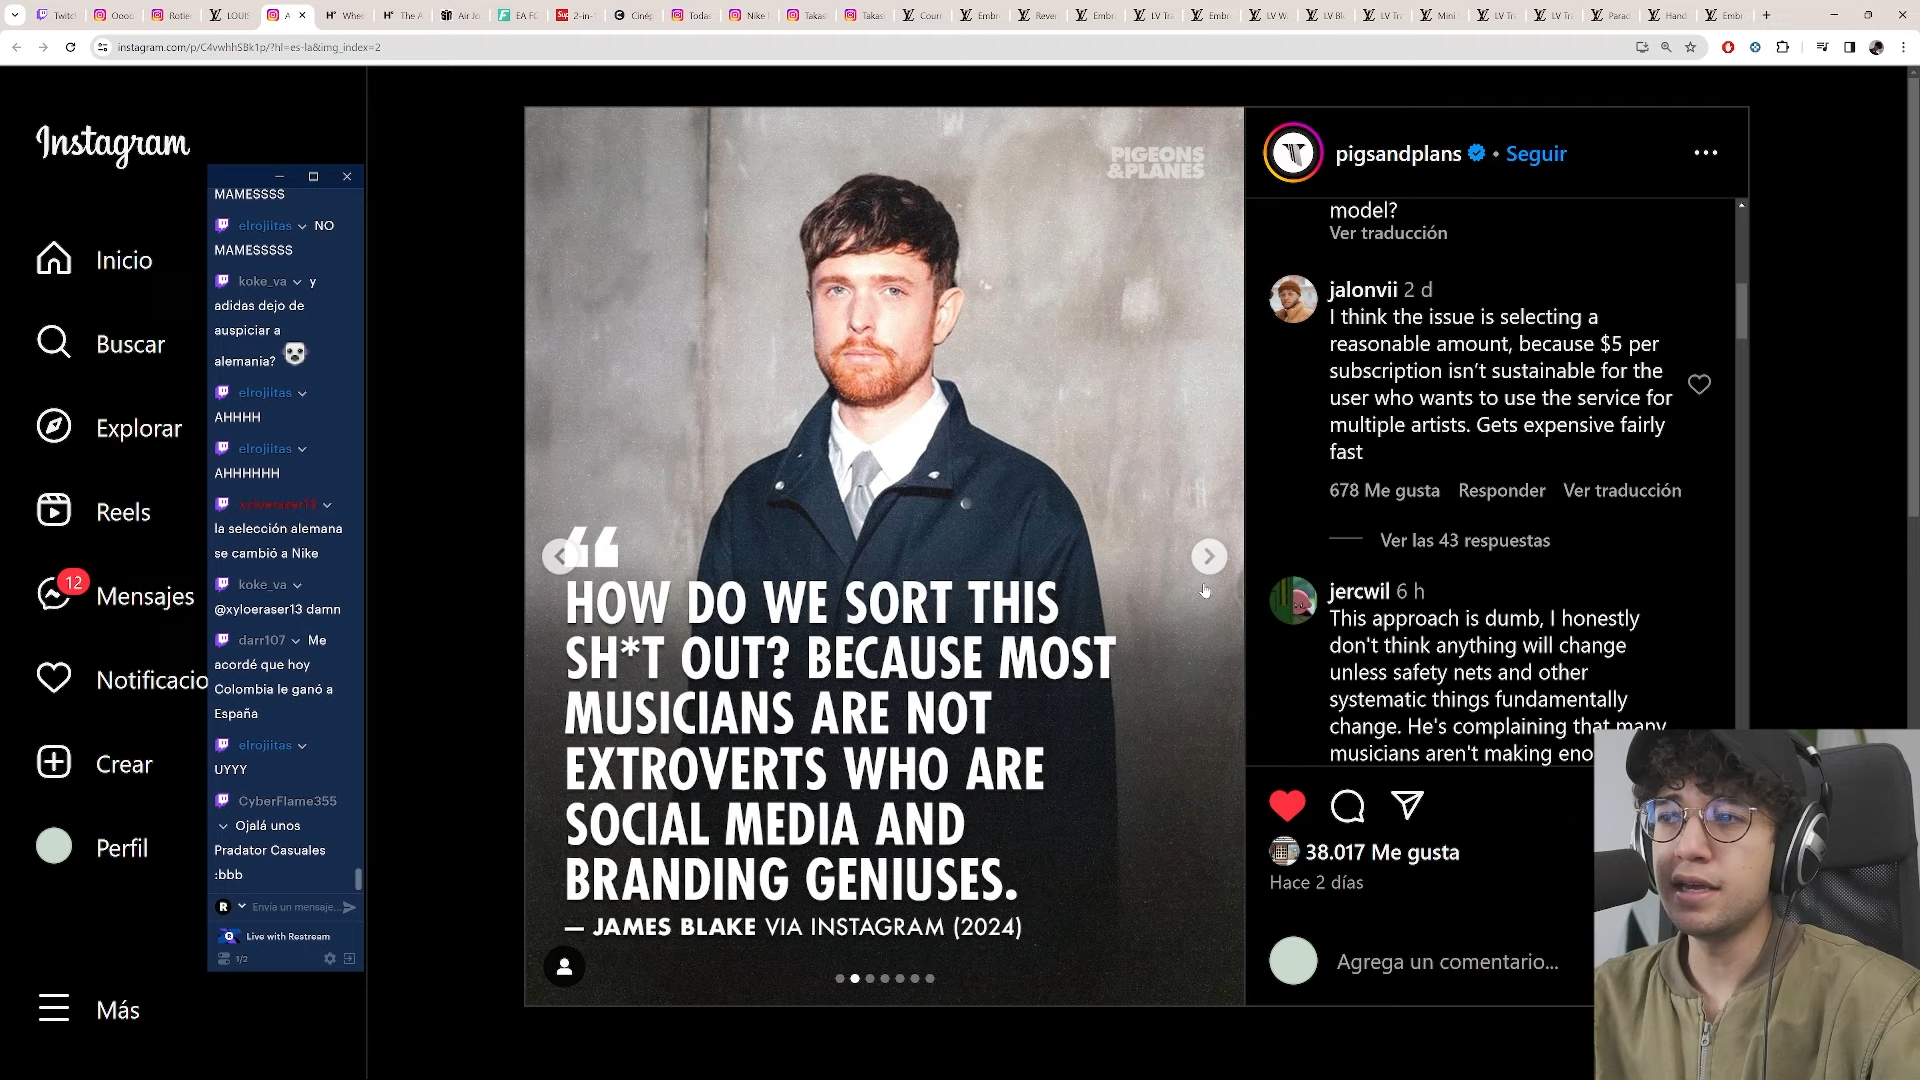 instagram.com/p/C4vwhhSBk1p/?hl=es-la&img_index=2
Instagram
Inicio
Buscar
Explorar
Reels
12
Mensajes
Notificacio
Crear
Perfil
Más
MAMESSSS
elrojiitas NO
MAMESSSSS
koke_va y
adidas dejo de
auspiciar a
alemania?
elrojiitas
AHHHH
elrojiitas
AHHHHHH
xyloeraser13
la selección alemana
se cambió a Nike
koke_va
@xyloeraser13 damn
darr107 Me
acordé que hoy
Colombia le ganó a
España
elrojiitas
UYYY
CyberFlame355
Ojalá unos
Pradator Casuales
:bbb
R Envía un mensaje...
Live with Restream
1/2
PIGEONS
&PLANES
“
HOW DO WE SORT THIS
SH*T OUT? BECAUSE MOST
MUSICIANS ARE NOT
EXTROVERTS WHO ARE
SOCIAL MEDIA AND
BRANDING GENIUSES.
— JAMES BLAKE VIA INSTAGRAM (2024)
pigsandplans • Seguir
model?
Ver traducción
jalonvii 2 d
I think the issue is selecting a
reasonable amount, because $5 per
subscription isn’t sustainable for the
user who wants to use the service for
multiple artists. Gets expensive fairly
fast
678 Me gusta Responder Ver traducción
Ver las 43 respuestas
jercwil 6 h
This approach is dumb, I honestly
don't think anything will change
unless safety nets and other
systematic things fundamentally
change. He's complaining that many
musicians aren't making eno
38.017 Me gusta
Hace 2 días
Agrega un comentario...